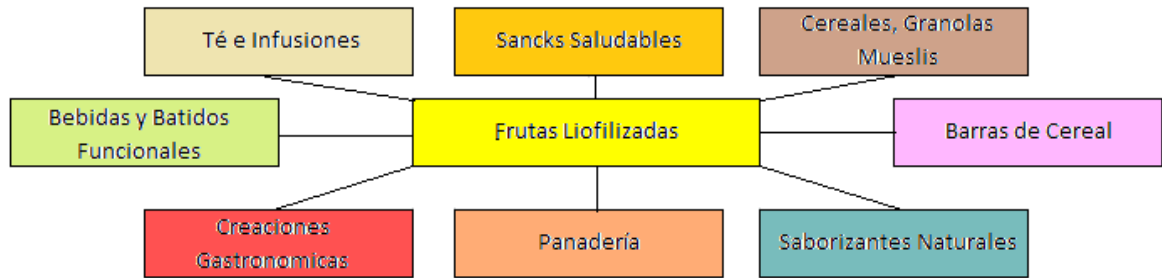 Té e Infusiones
Sancks Saludables
Cereales, Granolas
Mueslis
Bebidas y Batidos
Funcionales
Frutas Liofilizadas
Barras de Cereal
Creaciones
Gastronomicas
Panadería
Saborizantes Naturales